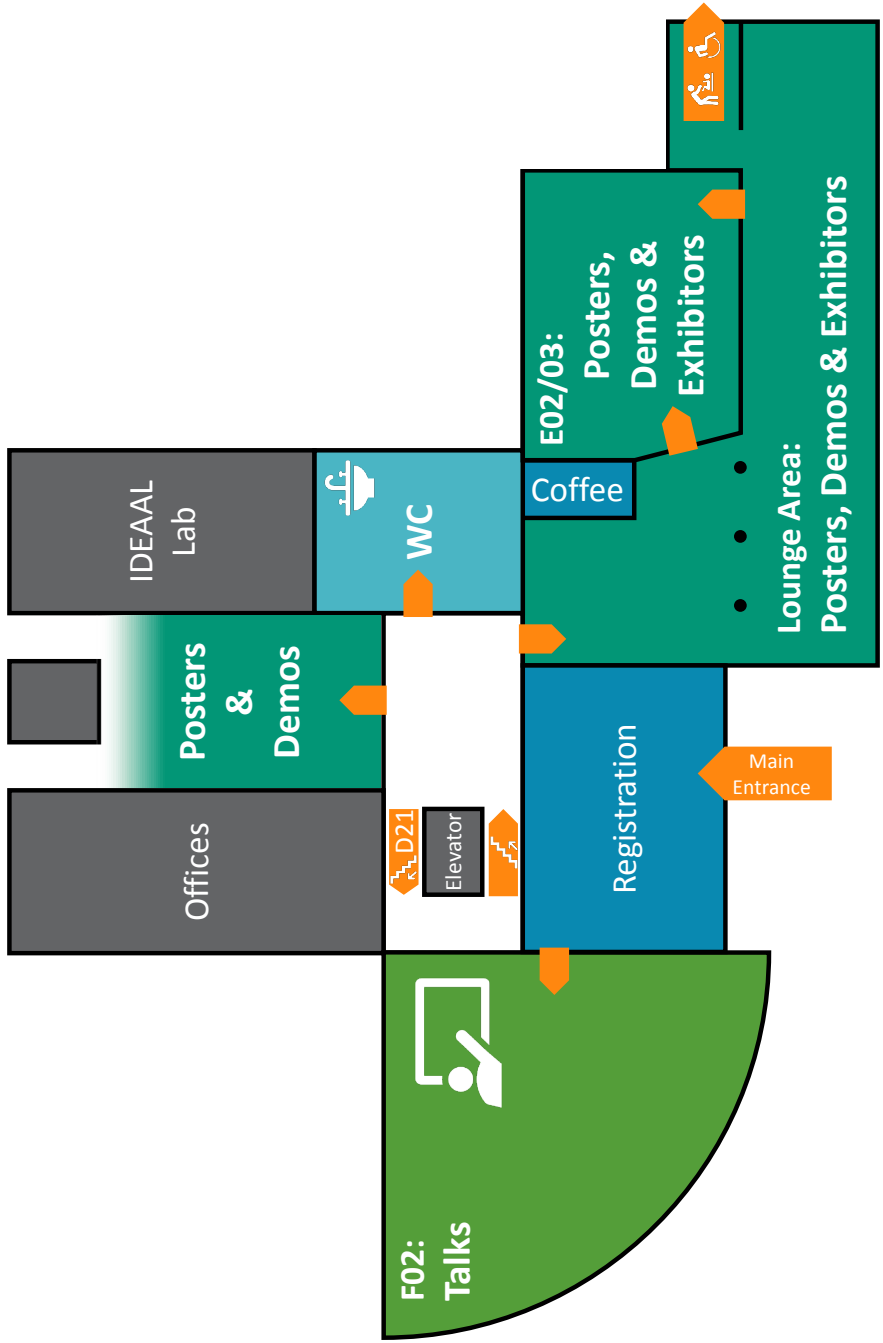 IDEAAL
Lab
Offices
Posters
&
Demos
WC
D21
Elevator
Registration
Main
Entrance
Coffee
E02/03:
Posters,
Demos &
Exhibitors
Lounge Area:
Posters, Demos & Exhibitors
F02:
Talks